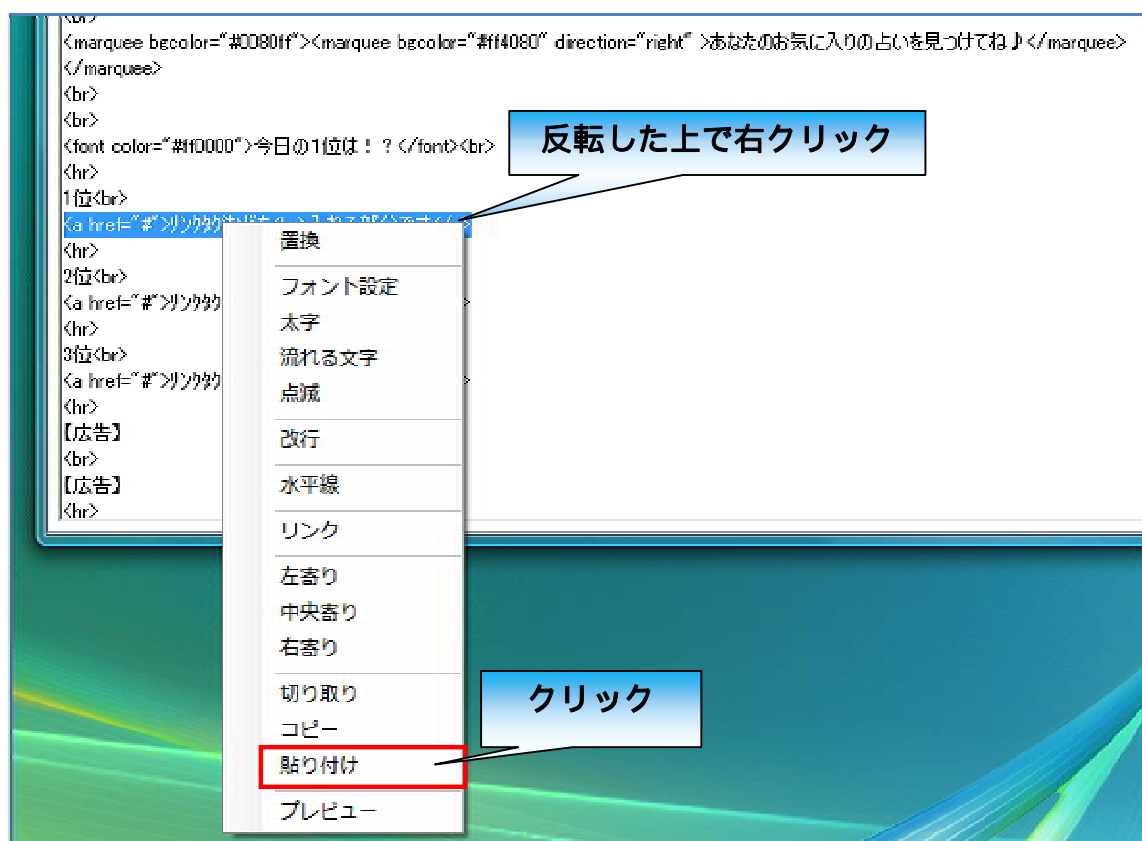 <br>
<marquee bgcolor="#0080ff"><marquee bgcolor="#ff4080" direction="right" >あなたのお気に入りの占いを見つけてね♪</marquee>
</marquee>
<br>
<br>
<font color="#ff0000">今日の1位は！？</font><br>
<hr>
1位<br>
<a href="#">ﾘﾝｸﾀｸﾞ
<hr>
2位<br>
<a href="#">ﾘﾝｸﾀｸﾞ
<hr>
3位<br>
<a href="#">ﾘﾝｸﾀｸﾞ
<hr>
【広告】
<br>
【広告】
<hr>
反転した上で右クリック
置換
フォント設定
太字
流れる文字
点滅
改行
水平線
リンク
左寄り
中央寄り
右寄り
切り取り
コピー
貼り付け
プレビュー
クリック